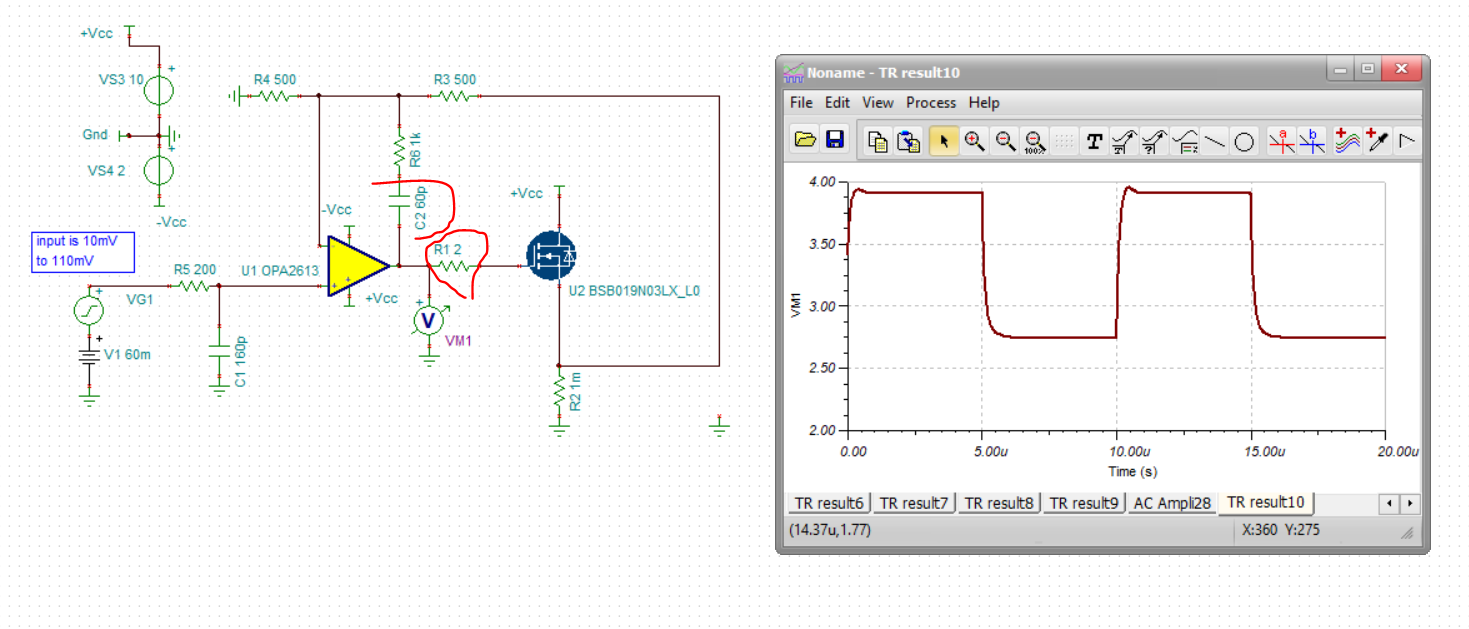 +Vcc
VS3 10
Gnd
VS4 2
-Vcc
input is 10mV
to 110mV
R5 200
VG1
V1 60m
C1 160p
U1 OPA2613
R4 500
R3 500
R6 1k
C2 60p
-Vcc
+Vcc
R1 2
VM1
V
+Vcc
U2 BSB019N03LX_L0
R2 1m
Noname - TR result10
File Edit View Process Help
100%
T
a
b
4.00
3.50
3.00
2.50
2.00
VM1
0.00 5.00u 10.00u 15.00u 20.00u
Time (s)
TR result6 TR result7 TR result8 TR result9 AC Ampli28 TR result10
(14.37u,1.77) X:360 Y:275